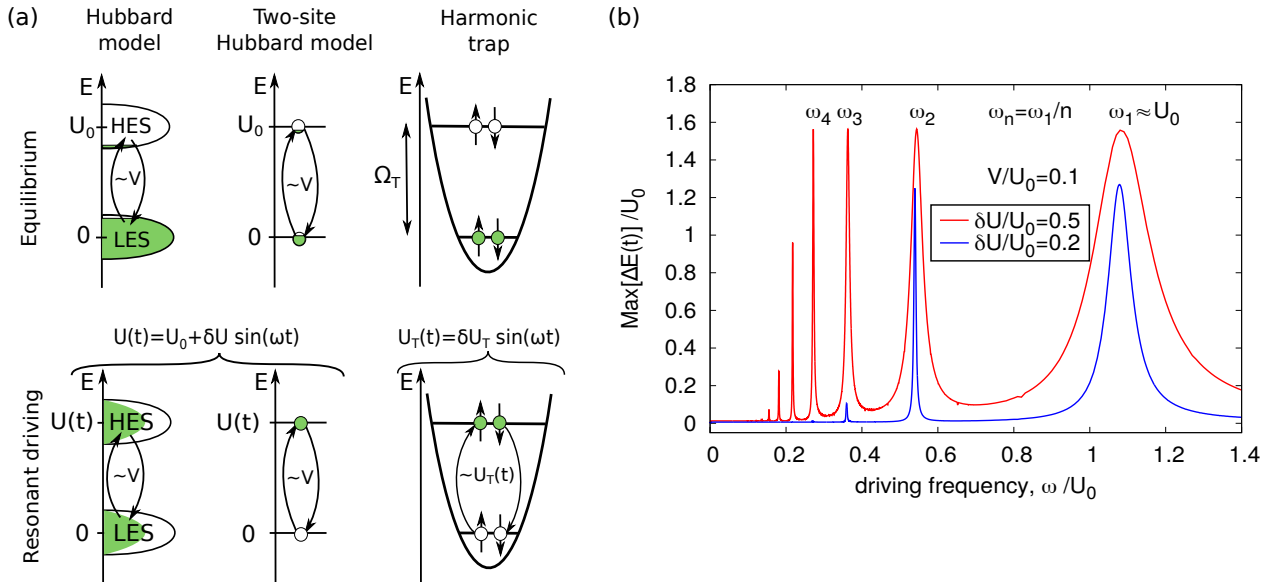 (a)
Hubbard
model
Two-site
Hubbard model
Harmonic
trap
Equilibrium
E
U₀
HES
~V
0
LES
E
U₀
~V
0
E
Ω_T
U(t)=U₀+δU sin(ωt)
U_T(t)=δU_T sin(ωt)
Resonant driving
E
U(t)
HES
~V
0
LES
E
U(t)
~V
0
E
~U_T(t)
(b)
Max[ΔE(t)] /U₀
1.8
1.6
1.4
1.2
1
0.8
0.6
0.4
0.2
0
ω₄ ω₃ ω₂ ωₙ=ω₁/n ω₁≈U₀
V/U₀=0.1
δU/U₀=0.5
δU/U₀=0.2
0 0.2 0.4 0.6 0.8 1 1.2 1.4
driving frequency, ω /U₀